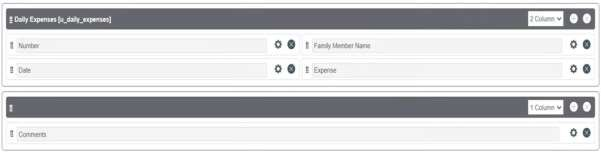 Daily Expenses [u_daily_expenses] 2 Column
Number Family Member Name
Date Expense
1 Column
Comments